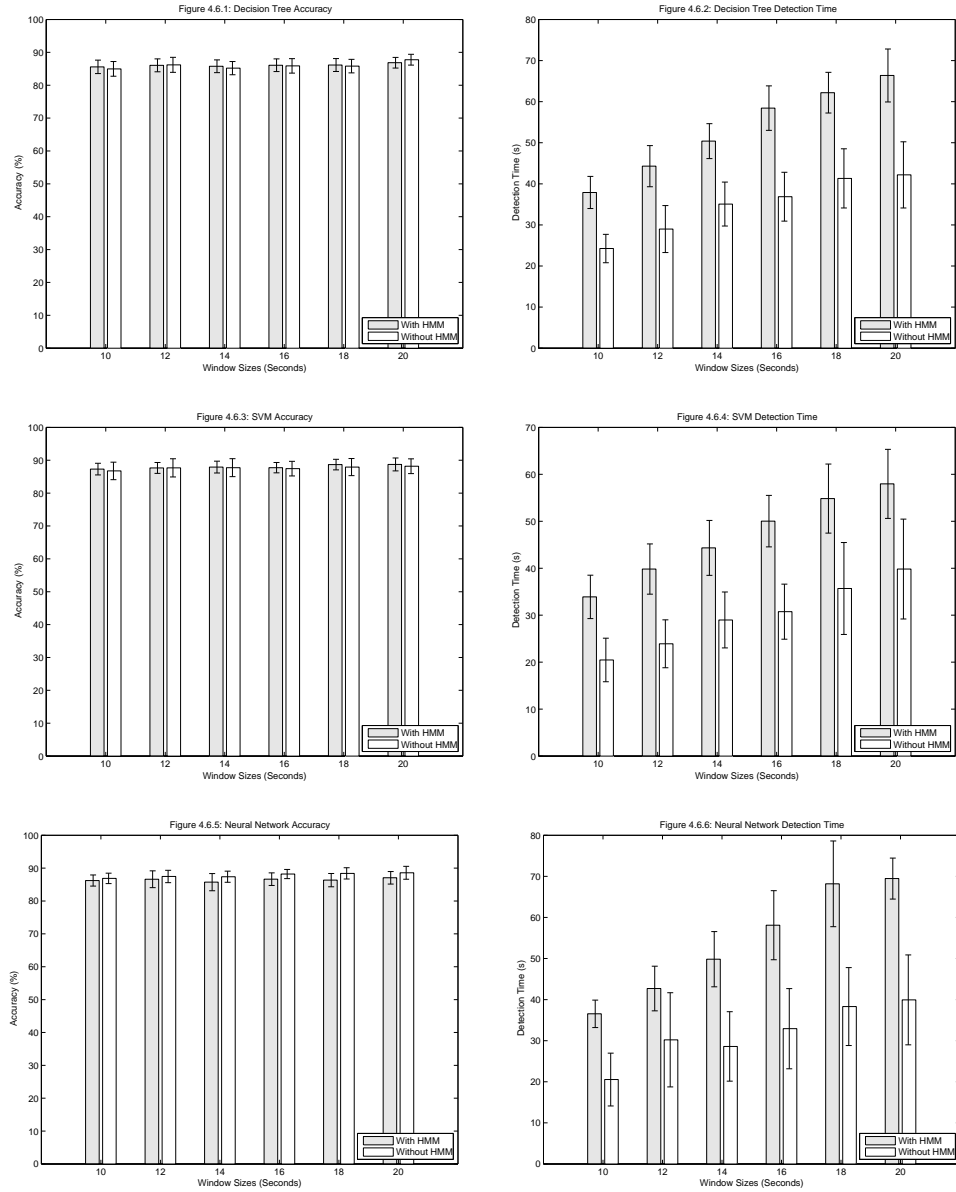 Figure 4.6.1: Decision Tree Accuracy
100
90
80
70
60
50
40
30
20
10
0
Accuracy (%)
10 12 14 16 18 20
Window Sizes (Seconds)
With HMM
Without HMM
Figure 4.6.2: Decision Tree Detection Time
80
70
60
50
40
30
20
10
0
Detection Time (s)
10 12 14 16 18 20
Window Sizes (Seconds)
With HMM
Without HMM
Figure 4.6.3: SVM Accuracy
100
90
80
70
60
50
40
30
20
10
0
Accuracy (%)
10 12 14 16 18 20
Window Sizes (Seconds)
With HMM
Without HMM
Figure 4.6.4: SVM Detection Time
70
60
50
40
30
20
10
0
Detection Time (s)
10 12 14 16 18 20
Window Sizes (Seconds)
With HMM
Without HMM
Figure 4.6.5: Neural Network Accuracy
100
90
80
70
60
50
40
30
20
10
0
Accuracy (%)
10 12 14 16 18 20
Window Sizes (Seconds)
With HMM
Without HMM
Figure 4.6.6: Neural Network Detection Time
80
70
60
50
40
30
20
10
0
Detection Time (s)
10 12 14 16 18 20
Window Sizes (Seconds)
With HMM
Without HMM